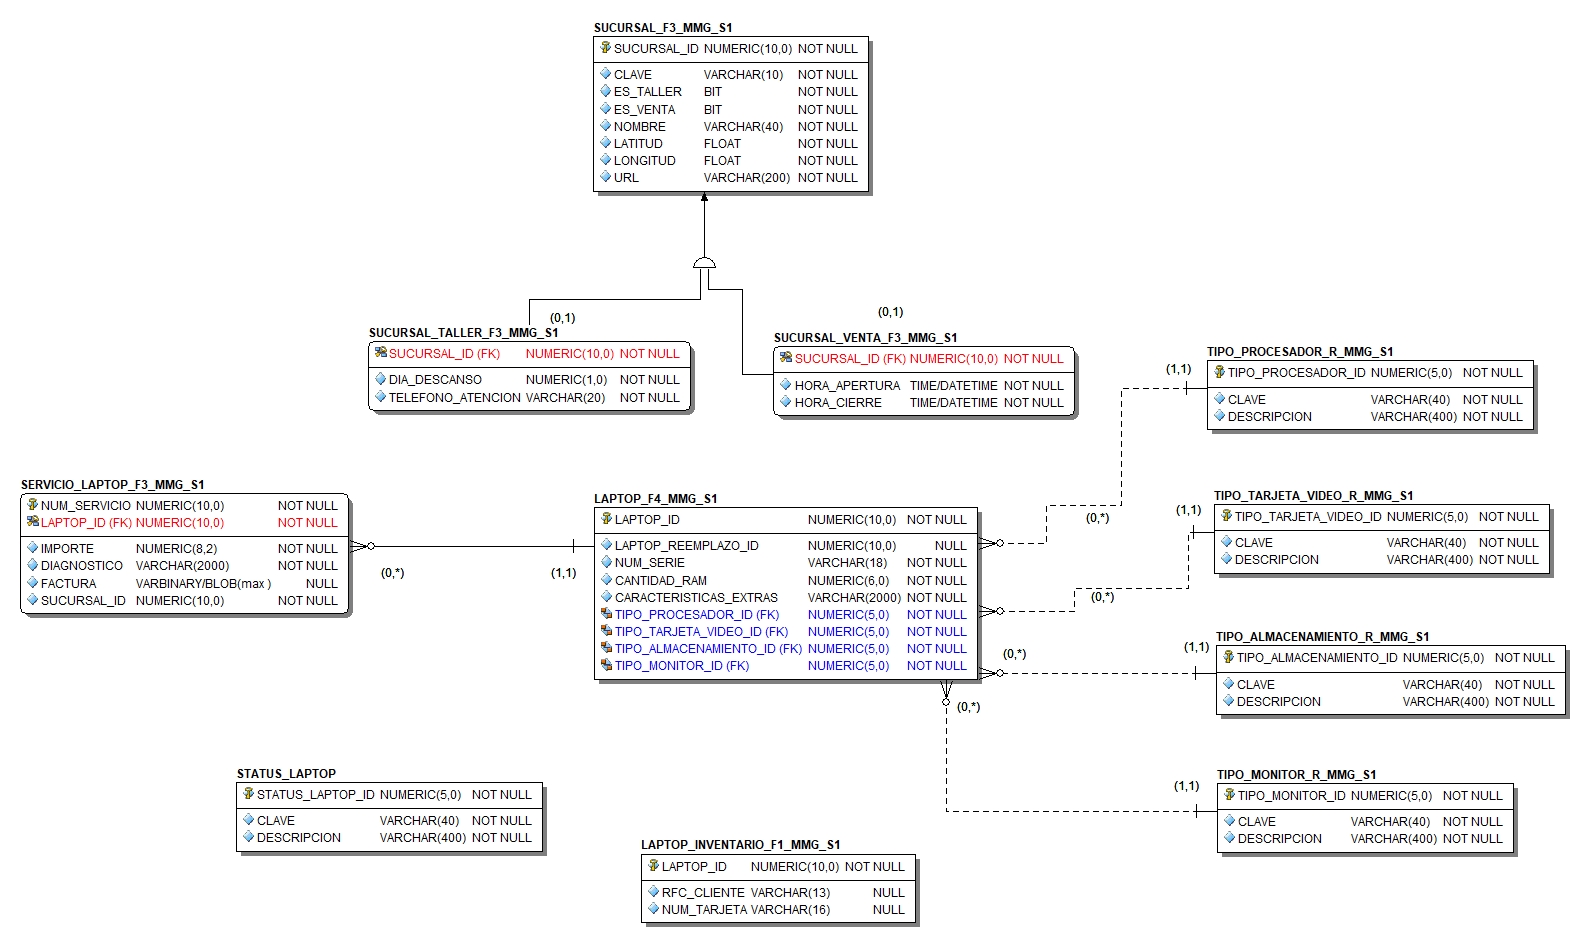 SUCURSAL_F3_MMG_S1
SUCURSAL_ID NUMERIC(10,0) NOT NULL
CLAVE VARCHAR(10) NOT NULL
ES_TALLER BIT NOT NULL
ES_VENTA BIT NOT NULL
NOMBRE VARCHAR(40) NOT NULL
LATITUD FLOAT NOT NULL
LONGITUD FLOAT NOT NULL
URL VARCHAR(200) NOT NULL
(0,1)
(0,1)
SUCURSAL_TALLER_F3_MMG_S1
SUCURSAL_ID (FK) NUMERIC(10,0) NOT NULL
DIA_DESCANSO NUMERIC(1,0) NOT NULL
TELEFONO_ATENCION VARCHAR(20) NOT NULL
SUCURSAL_VENTA_F3_MMG_S1
SUCURSAL_ID (FK) NUMERIC(10,0) NOT NULL
HORA_APERTURA TIME/DATETIME NOT NULL
HORA_CIERRE TIME/DATETIME NOT NULL
TIPO_PROCESADOR_R_MMG_S1
(1,1)
TIPO_PROCESADOR_ID NUMERIC(5,0) NOT NULL
CLAVE VARCHAR(40) NOT NULL
DESCRIPCION VARCHAR(400) NOT NULL
SERVICIO_LAPTOP_F3_MMG_S1
NUM_SERVICIO NUMERIC(10,0) NOT NULL
LAPTOP_ID (FK) NUMERIC(10,0) NOT NULL
IMPORTE NUMERIC(8,2) NOT NULL
DIAGNOSTICO VARCHAR(2000) NOT NULL
FACTURA VARBINARY/BLOB(max ) NULL
SUCURSAL_ID NUMERIC(10,0) NOT NULL
(0,*)
(1,1)
LAPTOP_F4_MMG_S1
LAPTOP_ID NUMERIC(10,0) NOT NULL
LAPTOP_REEMPLAZO_ID NUMERIC(10,0) NULL
NUM_SERIE VARCHAR(18) NOT NULL
CANTIDAD_RAM NUMERIC(6,0) NOT NULL
CARACTERISTICAS_EXTRAS VARCHAR(2000) NOT NULL
TIPO_PROCESADOR_ID (FK) NUMERIC(5,0) NOT NULL
TIPO_TARJETA_VIDEO_ID (FK) NUMERIC(5,0) NOT NULL
TIPO_ALMACENAMIENTO_ID (FK) NUMERIC(5,0) NOT NULL
TIPO_MONITOR_ID (FK) NUMERIC(5,0) NOT NULL
(0,*)
(0,*)
(0,*)
(0,*)
TIPO_TARJETA_VIDEO_R_MMG_S1
(1,1)
TIPO_TARJETA_VIDEO_ID NUMERIC(5,0) NOT NULL
CLAVE VARCHAR(40) NOT NULL
DESCRIPCION VARCHAR(400) NOT NULL
TIPO_ALMACENAMIENTO_R_MMG_S1
(1,1)
TIPO_ALMACENAMIENTO_ID NUMERIC(5,0) NOT NULL
CLAVE VARCHAR(40) NOT NULL
DESCRIPCION VARCHAR(400) NOT NULL
TIPO_MONITOR_R_MMG_S1
(1,1)
TIPO_MONITOR_ID NUMERIC(5,0) NOT NULL
CLAVE VARCHAR(40) NOT NULL
DESCRIPCION VARCHAR(400) NOT NULL
STATUS_LAPTOP
STATUS_LAPTOP_ID NUMERIC(5,0) NOT NULL
CLAVE VARCHAR(40) NOT NULL
DESCRIPCION VARCHAR(400) NOT NULL
LAPTOP_INVENTARIO_F1_MMG_S1
LAPTOP_ID NUMERIC(10,0) NOT NULL
RFC_CLIENTE VARCHAR(13) NULL
NUM_TARJETA VARCHAR(16) NULL